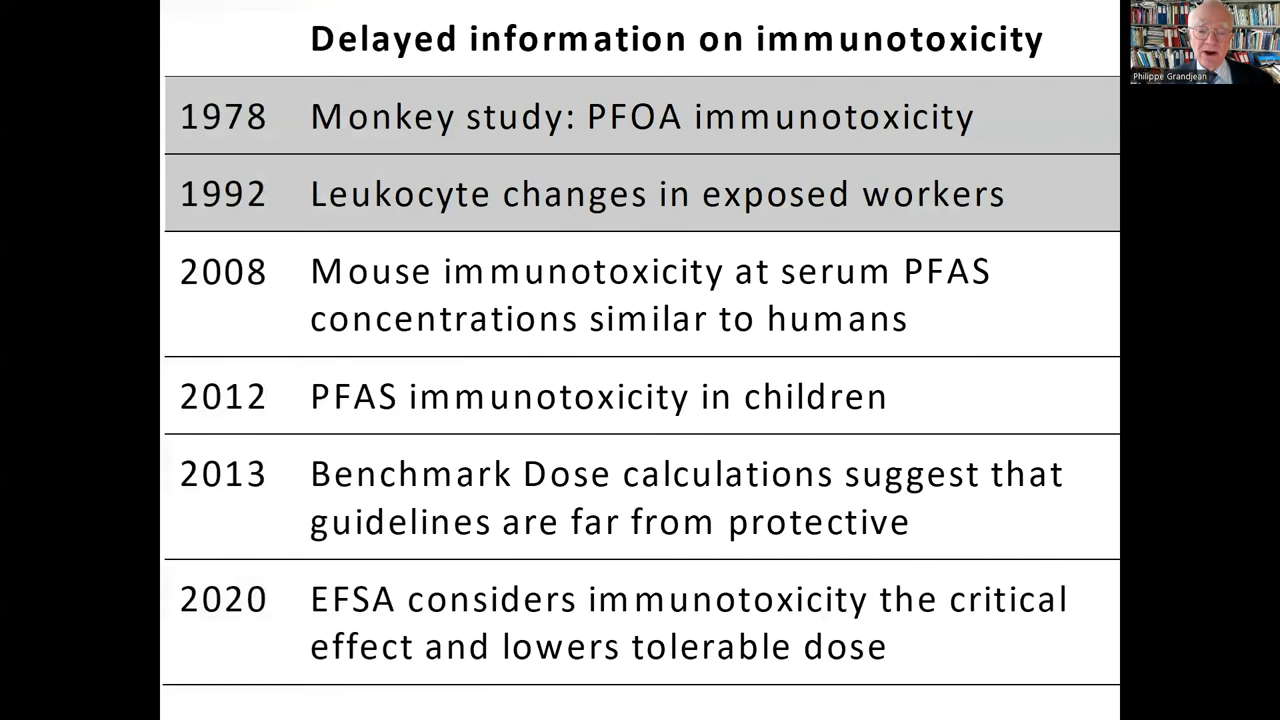 Delayed information on immunotoxicity
Philippe Grandjean
1978 Monkey study: PFOA immunotoxicity
1992 Leukocyte changes in exposed workers
2008 Mouse immunotoxicity at serum PFAS
concentrations similar to humans
2012 PFAS immunotoxicity in children
2013 Benchmark Dose calculations suggest that
guidelines are far from protective
2020 EFSA considers immunotoxicity the critical
effect and lowers tolerable dose